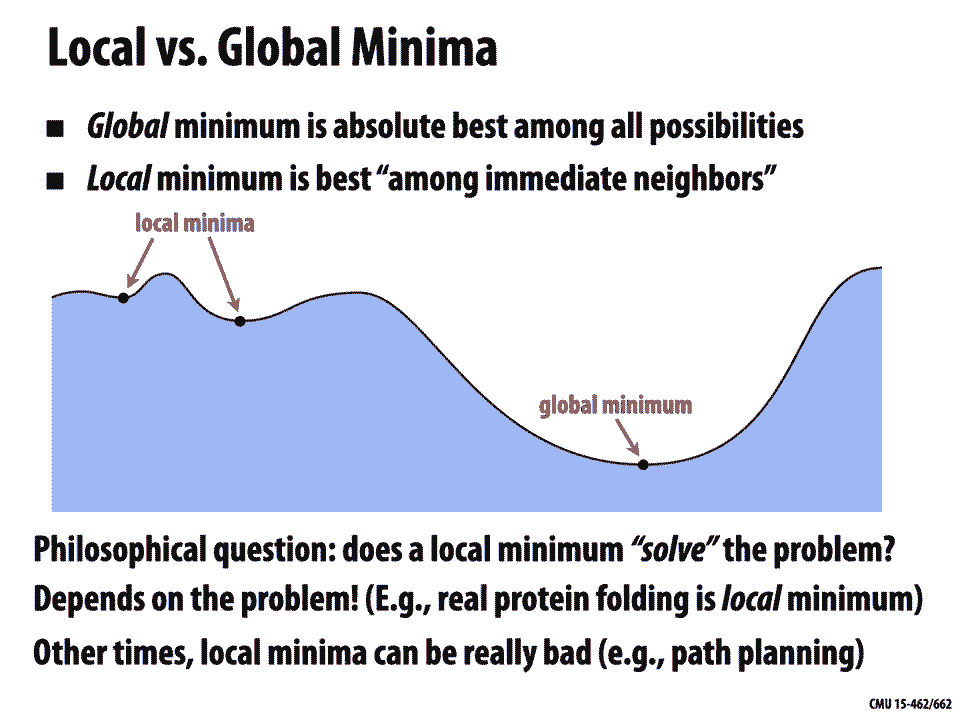 Local vs. Global Minima
■ Global minimum is absolute best among all possibilities
■ Local minimum is best “among immediate neighbors”
local minima
global minimum
Philosophical question: does a local minimum “solve” the problem?
Depends on the problem! (E.g., real protein folding is local minimum)
Other times, local minima can be really bad (e.g., path planning)
CMU 15-462/662